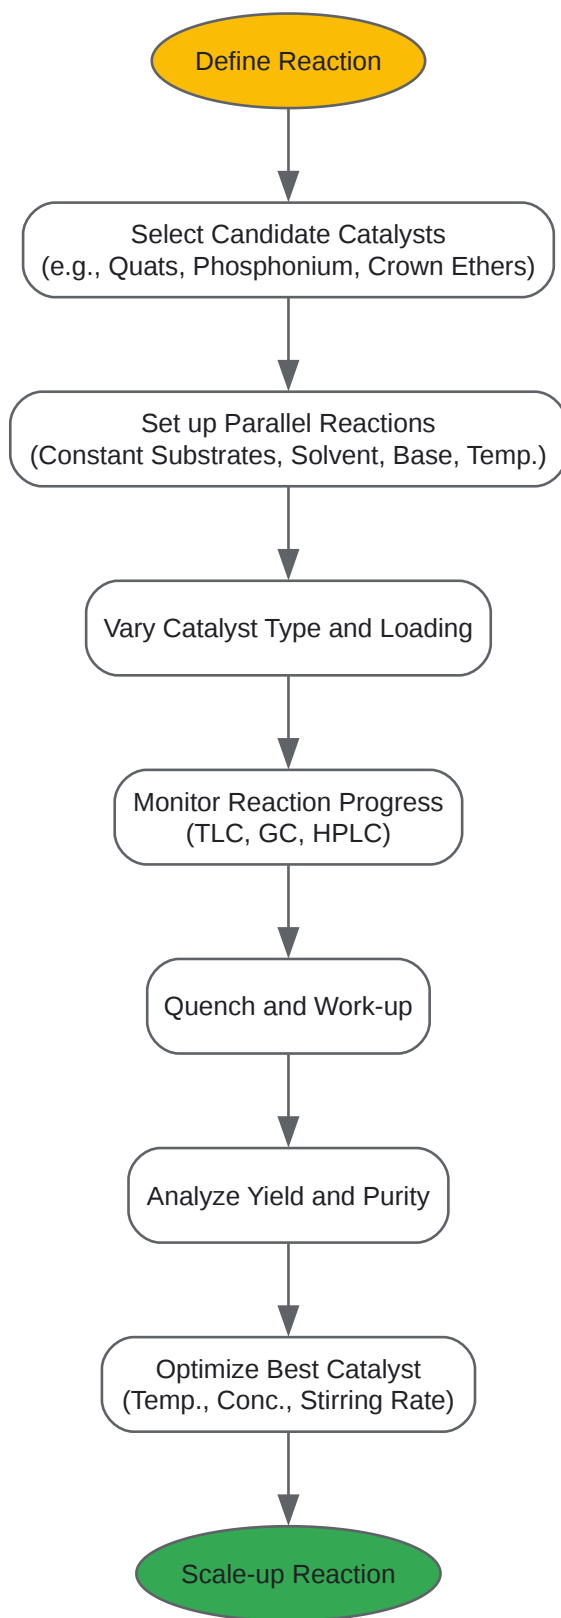 Define Reaction
Select Candidate Catalysts
(e.g., Quats, Phosphonium, Crown Ethers)
Set up Parallel Reactions
(Constant Substrates, Solvent, Base, Temp.)
Vary Catalyst Type and Loading
Monitor Reaction Progress
(TLC, GC, HPLC)
Quench and Work-up
Analyze Yield and Purity
Optimize Best Catalyst
(Temp., Conc., Stirring Rate)
Scale-up Reaction